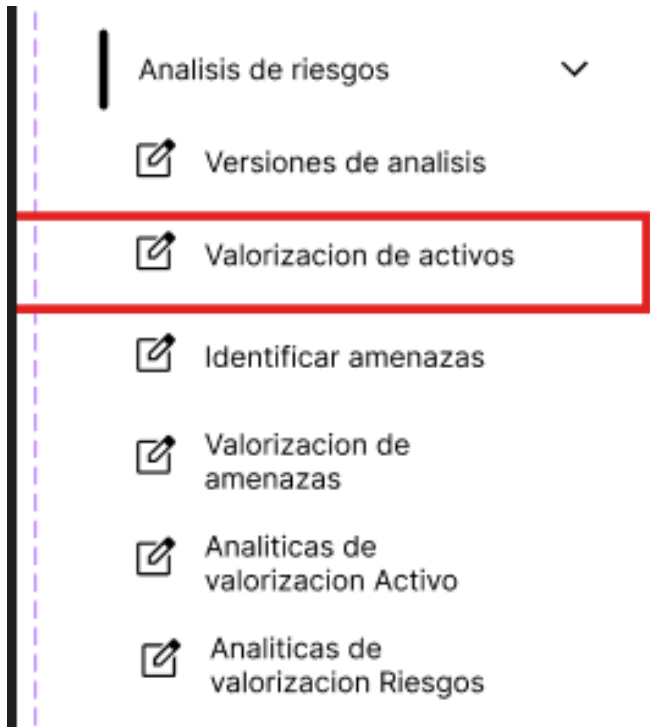 Analisis de riesgos
Versiones de analisis
Valorizacion de activos
Identificar amenazas
Valorizacion de
amenazas
Analiticas de
valorizacion Activo
Analiticas de
valorizacion Riesgos